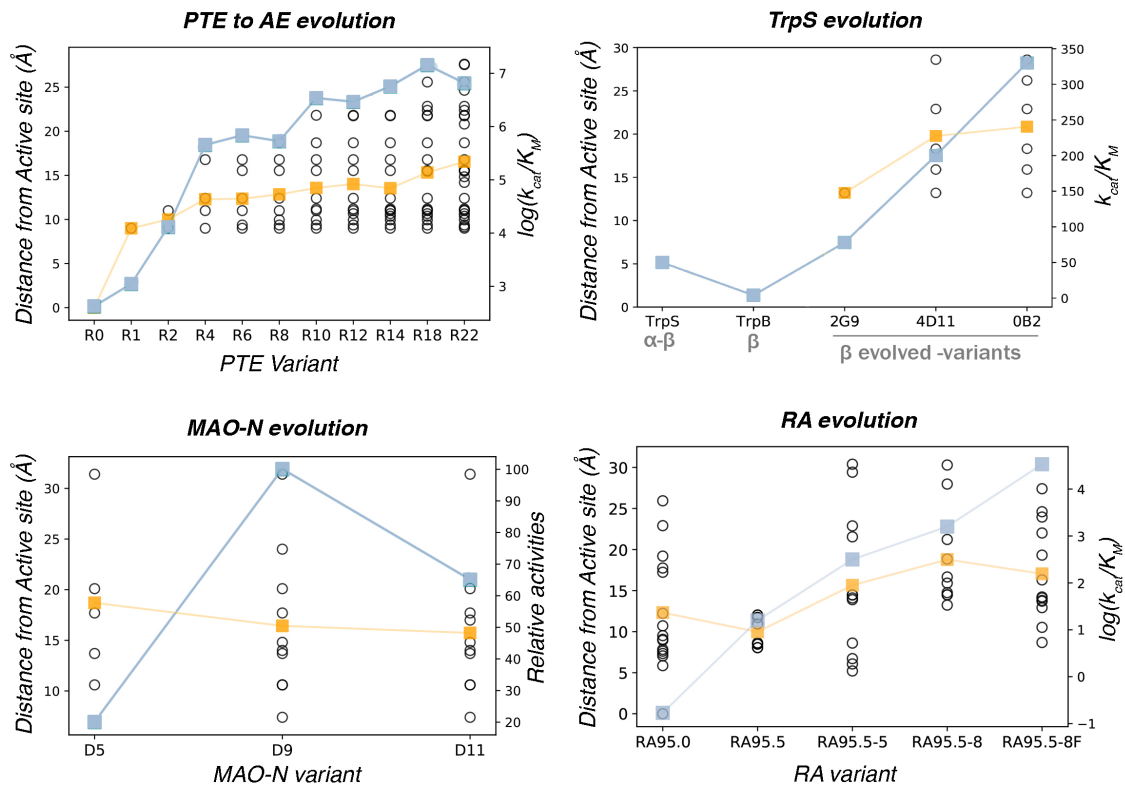 PTE to AE evolution
Distance from Active site (Å)
25
20
15
10
5
0
7
6
5
4
3
log(kcat/KM)
R0 R1 R2 R4 R6 R8 R10 R12 R14 R18 R22
PTE Variant
TrpS evolution
Distance from Active site (Å)
30
25
20
15
10
5
0
350
300
250
200
150
100
50
0
kcat/KM
TrpS TrpB 2G9 4D11 0B2
α-β β β evolved -variants
MAO-N evolution
Distance from Active site (Å)
30
25
20
15
10
100
90
80
70
60
50
40
30
20
Relative activities
D5 D9 D11
MAO-N variant
RA evolution
Distance from Active site (Å)
30
25
20
15
10
5
0
4
3
2
1
0
−1
log(kcat/KM)
RA95.0 RA95.5 RA95.5-5 RA95.5-8 RA95.5-8F
RA variant